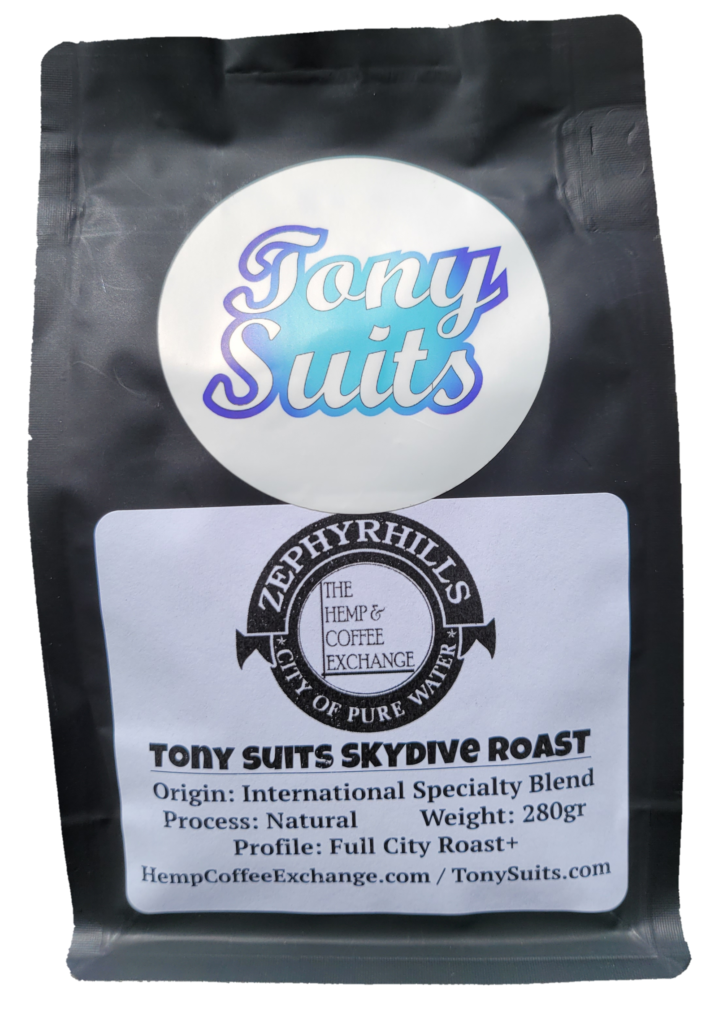 Tony
Suits
ZEPHYRHILLS
THE
HEMP &
COFFEE
EXCHANGE
CITY OF PURE WATER
TONY SUITS SKYDIVE ROAST
Origin: International Specialty Blend
Process: Natural Weight: 280gr
Profile: Full City Roast+
HempCoffeeExchange.com / TonySuits.com